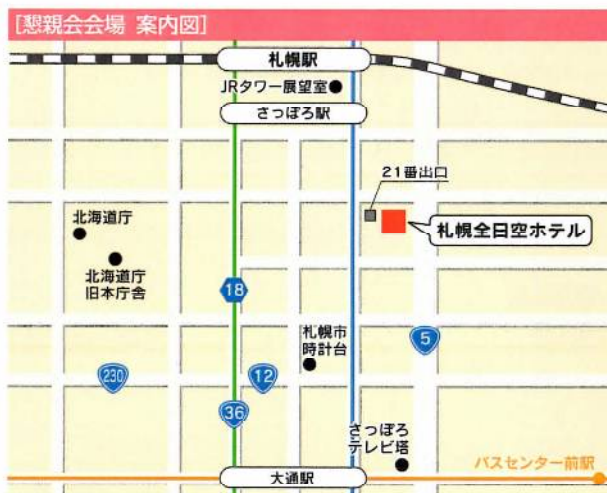 [懇親会会場 案内図]
札幌駅
JRタワー展望室
さっぽろ駅
21番出口
札幌全日空ホテル
北海道庁
北海道庁
旧本庁舎
18
札幌市
時計台
5
230
12
36
さっぽろ
テレビ塔
大通駅
バスセンター前駅